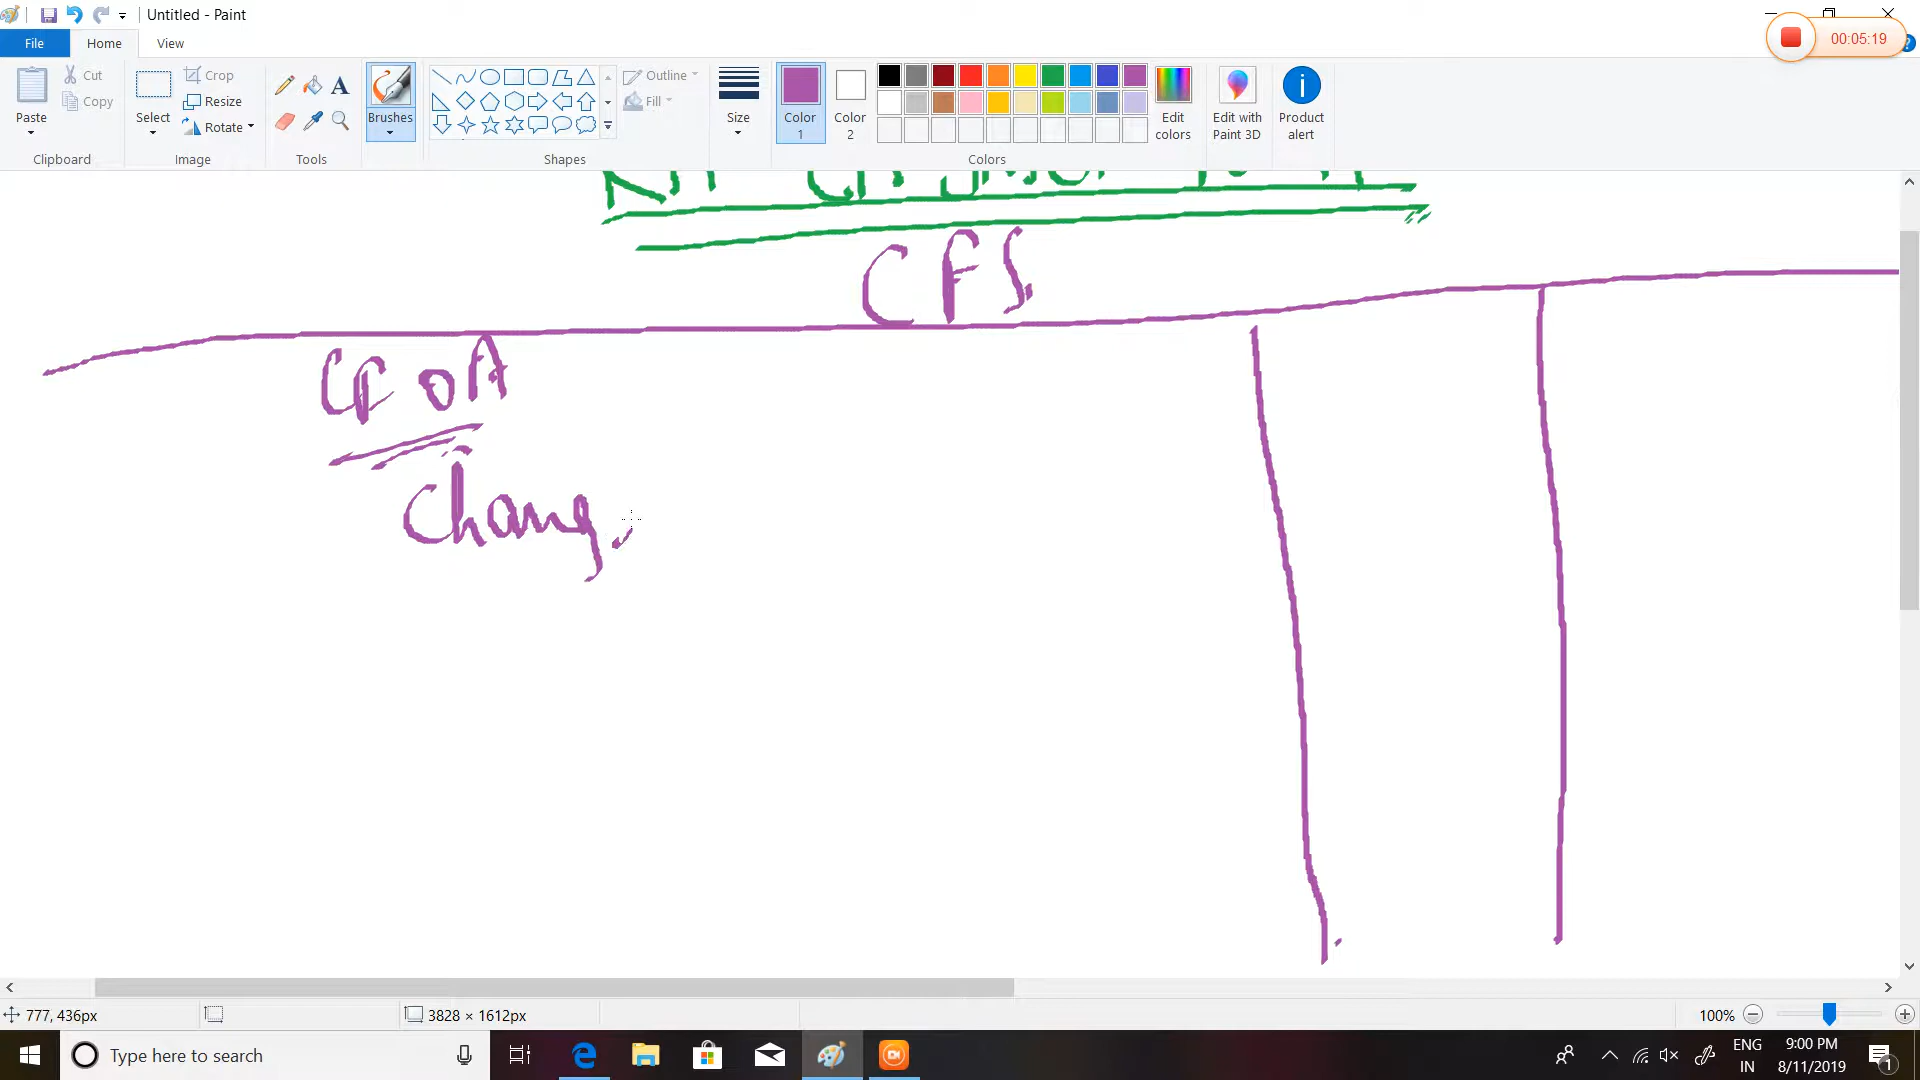 Untitled - Paint
00:05:19
File Home View
Paste
Cut
Copy
Clipboard
Select
Crop
Resize
Rotate
Image
Tools
Brushes
Outline
Fill
Shapes
Size
Color 1
Color 2
Edit colors
Colors
Edit with Paint 3D
Product alert
CFS
CF OA
Chang
777, 436px
3828 × 1612px
100%
Type here to search
ENG
IN
9:00 PM
8/11/2019
1